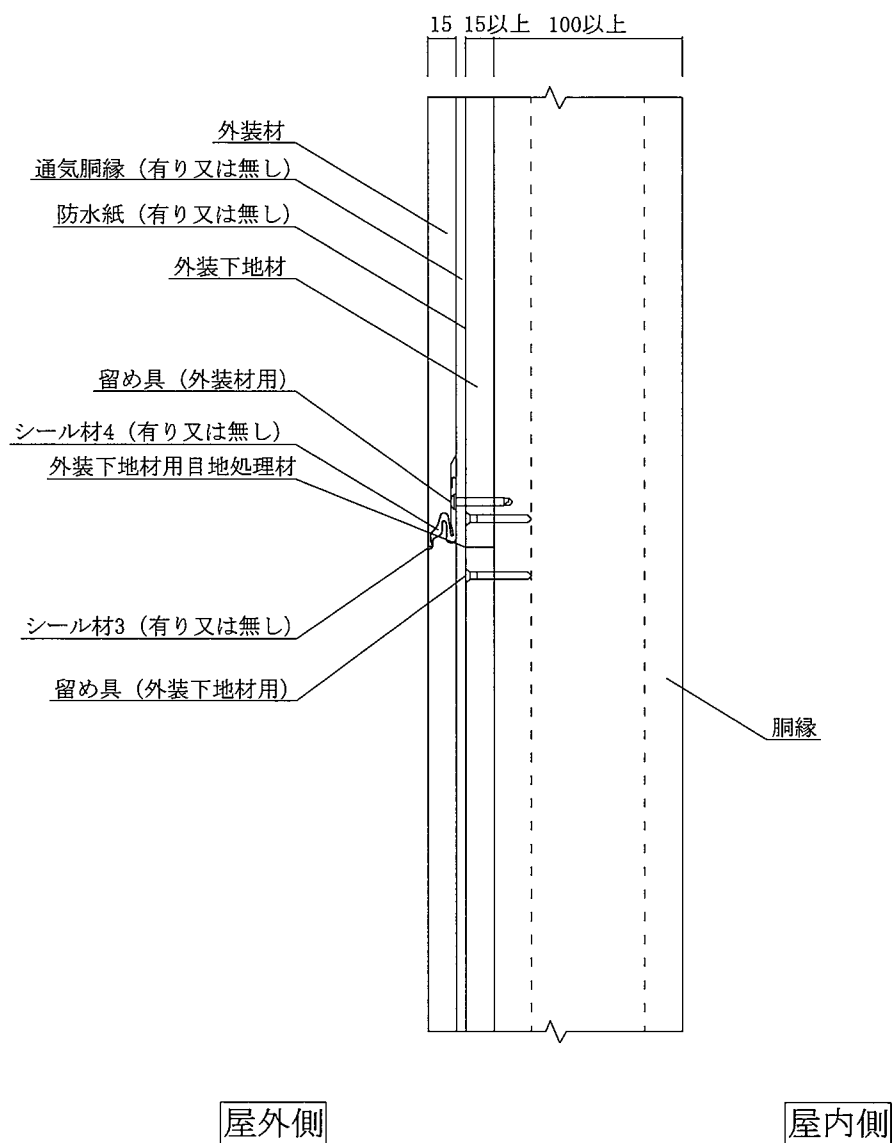 15 15以上 100以上
外装材
通気胴縁 (有り又は無し)
防水紙 (有り又は無し)
外装下地材
留め具 (外装材用)
シール材4 (有り又は無し)
外装下地材用目地処理材
シール材3 (有り又は無し)
留め具 (外装下地材用)
胴縁
屋外側
屋内側